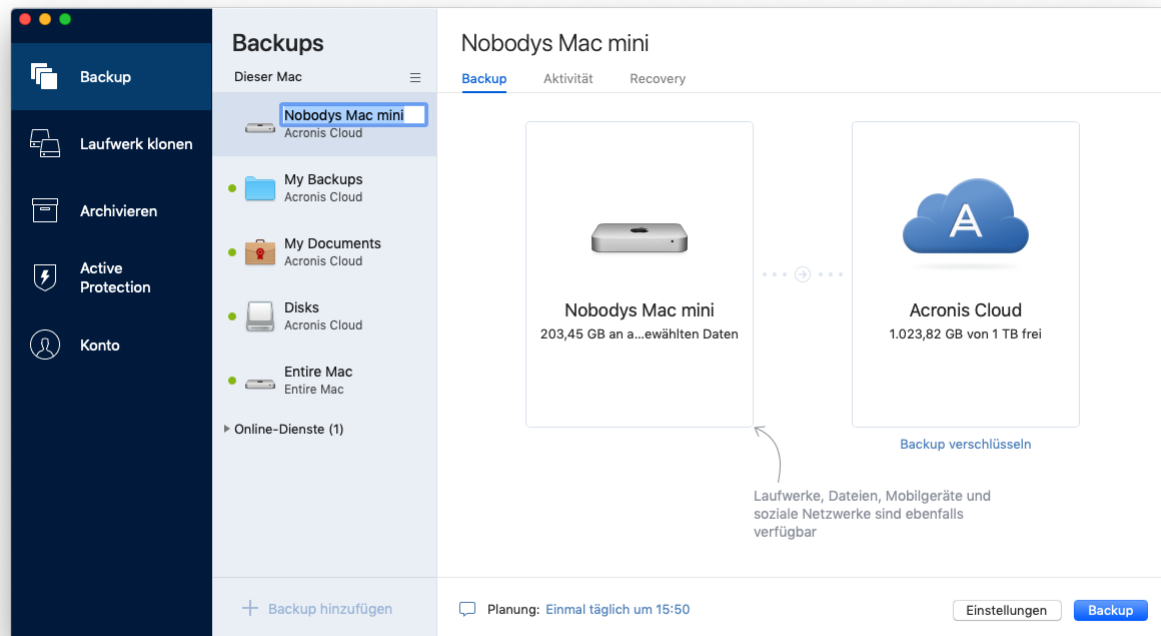 Backup
Laufwerk klonen
Archivieren
Active
Protection
Konto
Backups
Dieser Mac
Nobodys Mac mini
Acronis Cloud
My Backups
Acronis Cloud
My Documents
Acronis Cloud
Disks
Acronis Cloud
Entire Mac
Entire Mac
Online-Dienste (1)
Backup hinzufügen
Nobodys Mac mini
Backup Aktivität Recovery
Nobodys Mac mini
203,45 GB an a...ewählten Daten
A
Acronis Cloud
1.023,82 GB von 1 TB frei
Backup verschlüsseln
Laufwerke, Dateien, Mobilgeräte und
soziale Netzwerke sind ebenfalls
verfügbar
Planung: Einmal täglich um 15:50
Einstellungen
Backup